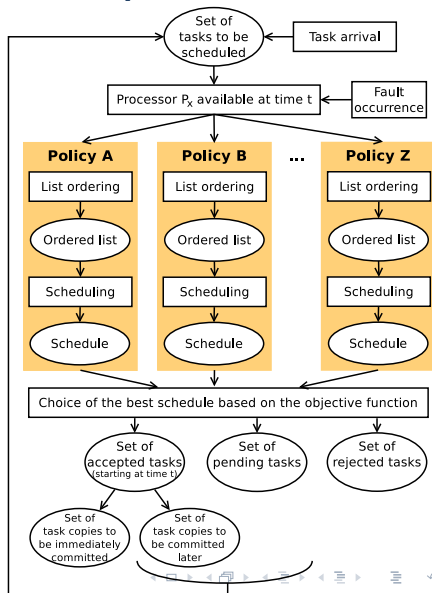 Set of
tasks to be
scheduled
Task arrival
Processor Px available at time t
Fault
occurrence
Policy A
Policy B
...
Policy Z
List ordering
List ordering
List ordering
Ordered list
Ordered list
Ordered list
Scheduling
Scheduling
Scheduling
Schedule
Schedule
Schedule
Choice of the best schedule based on the objective function
Set of
accepted tasks
(starting at time t)
Set of
pending tasks
Set of
rejected tasks
Set of
task copies to
be immediately
committed
Set of
task copies to
be committed
later